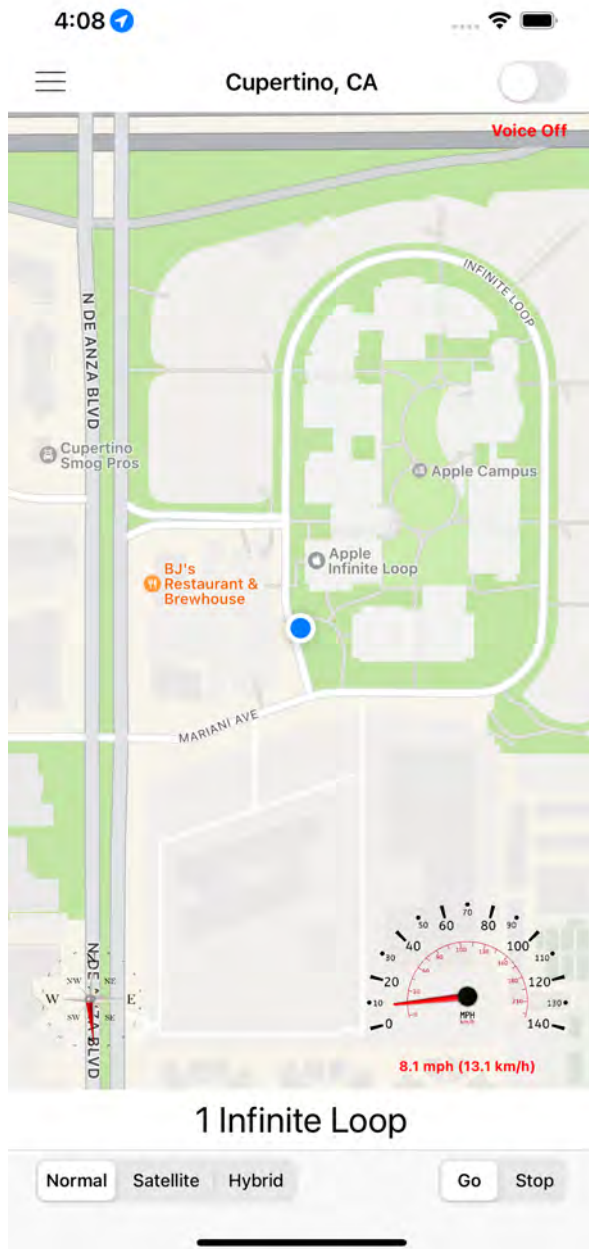 4:08
Cupertino, CA
Voice Off
INFINITE LOOP
N DE ANZA BLVD
Cupertino
Smog Pros
Apple Campus
Apple
Infinite Loop
BJ's
Restaurant &
Brewhouse
MARIANI AVE
N DE ANZA BLVD
NW
NE
W
E
SW
SE
0
10
20
30
40
50
60
70
80
90
100
110
120
130
140
MPH
km/h
8.1 mph (13.1 km/h)
1 Infinite Loop
Normal Satellite Hybrid
Go Stop